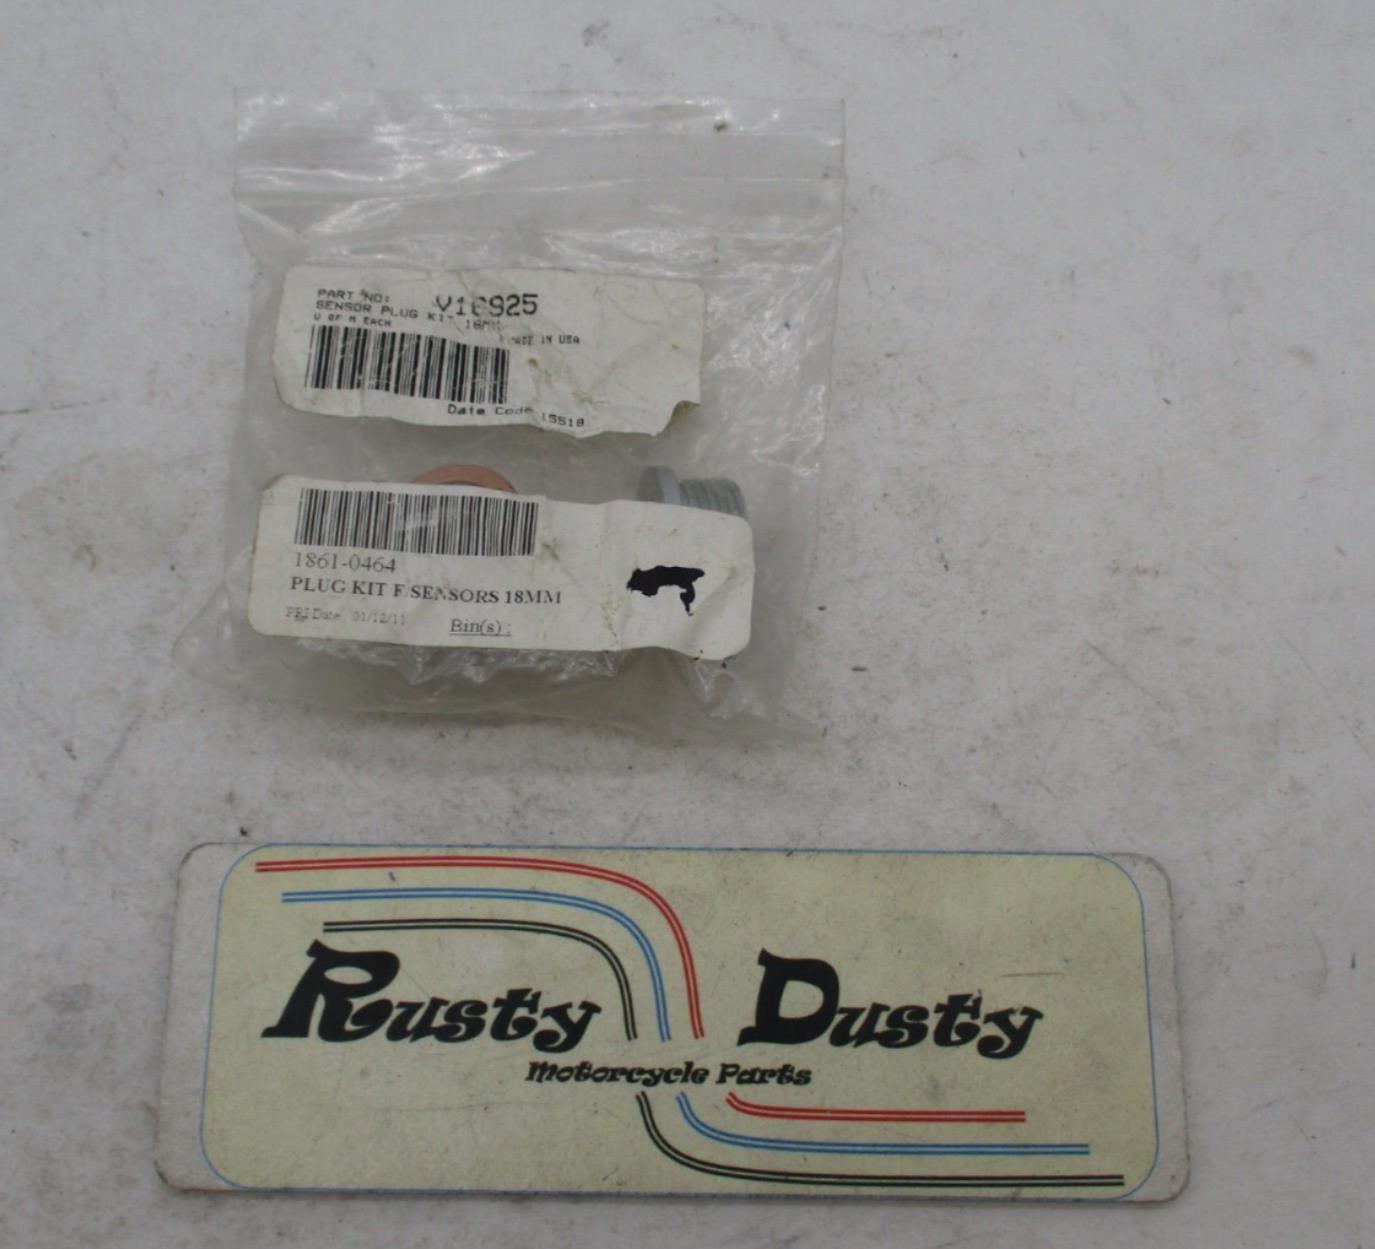 PART NO: V16925
SENSOR PLUG KIT 18MM
U OF M EACH
MADE IN USA
Date Code 15518
1861-0464
PLUG KIT F/SENSORS 18MM
PRI Date: 01/12/11
Bin(s) :
Rusty Dusty
Motorcycle Parts